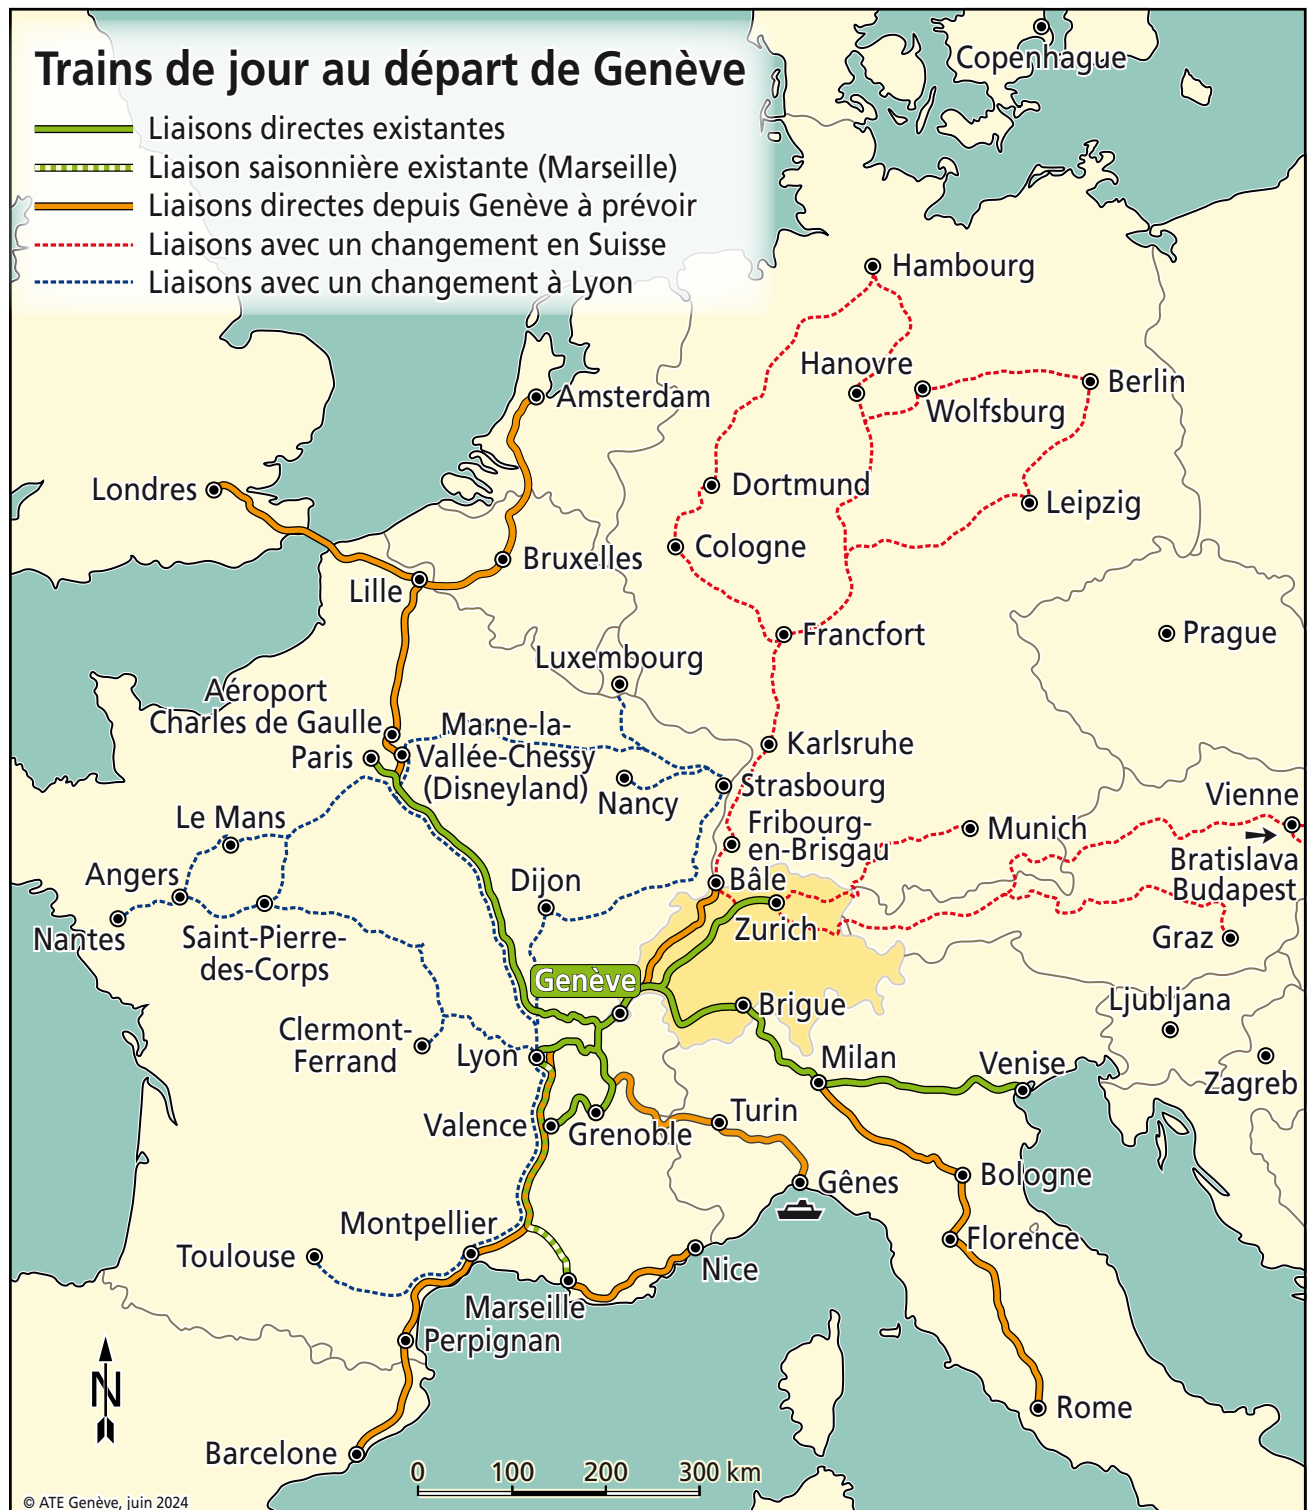 Trains de jour au départ de Genève
Liaisons directes existantes
Liaison saisonnière existante (Marseille)
Liaisons directes depuis Genève à prévoir
Liaisons avec un changement en Suisse
Liaisons avec un changement à Lyon
Copenhague
Hambourg
Hanovre
Berlin
Wolfsburg
Amsterdam
Londres
Dortmund
Leipzig
Cologne
Bruxelles
Lille
Francfort
Prague
Luxembourg
Aéroport
Charles de Gaulle
Marne-la-
Vallée-Chessy
(Disneyland)
Paris
Karlsruhe
Nancy
Strasbourg
Vienne
Le Mans
Fribourg-
en-Brisgau
Munich
Bratislava
Budapest
Angers
Dijon
Bâle
Nantes
Saint-Pierre-
des-Corps
Zurich
Graz
Genève
Brigue
Ljubljana
Clermont-
Ferrand
Lyon
Milan
Venise
Zagreb
Valence
Grenoble
Turin
Bologne
Gênes
Montpellier
Toulouse
Florence
Nice
Marseille
Perpignan
N
Rome
Barcelone
0 100 200 300 km
© ATE Genève, juin 2024